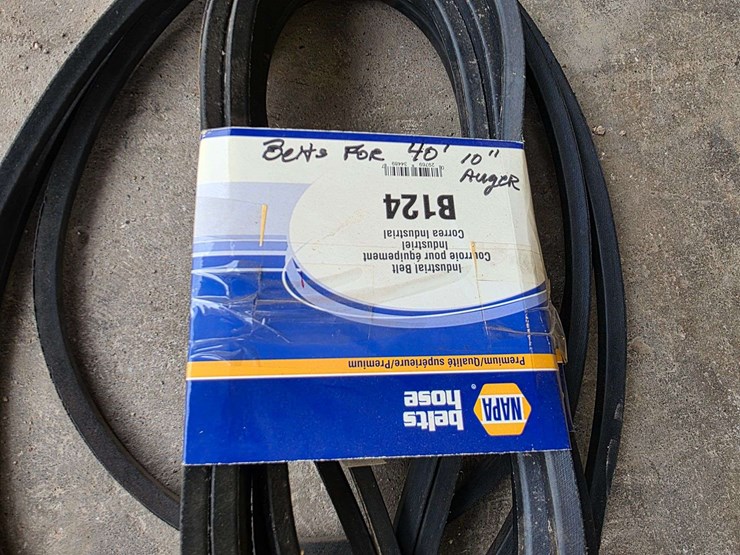 Belts FOR 40' 10"
AugeR
NAPA
belts
hose
Premium/Qualité supérieure/Premium
Industrial Belt
Courroie pour équipement
Industriel
Correa Industrial
B124